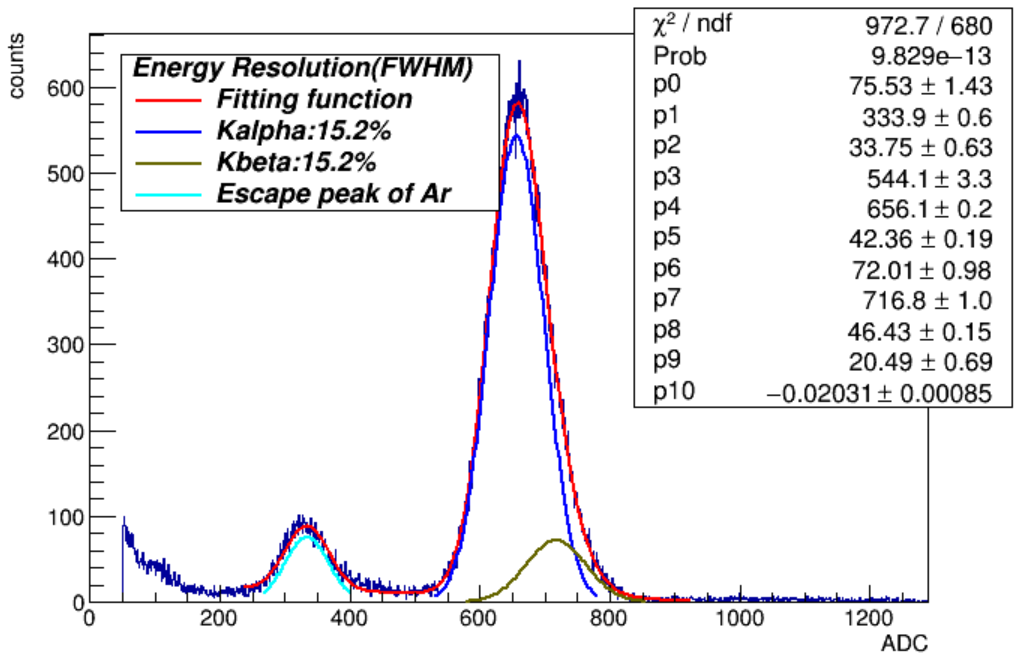 counts
600
500
400
300
200
100
0
Energy Resolution(FWHM)
Fitting function
Kalpha:15.2%
Kbeta:15.2%
Escape peak of Ar
χ² / ndf 972.7 / 680
Prob 9.829e−13
p0 75.53 ± 1.43
p1 333.9 ± 0.6
p2 33.75 ± 0.63
p3 544.1 ± 3.3
p4 656.1 ± 0.2
p5 42.36 ± 0.19
p6 72.01 ± 0.98
p7 716.8 ± 1.0
p8 46.43 ± 0.15
p9 20.49 ± 0.69
p10 −0.02031 ± 0.00085
0 200 400 600 800 1000 1200
ADC